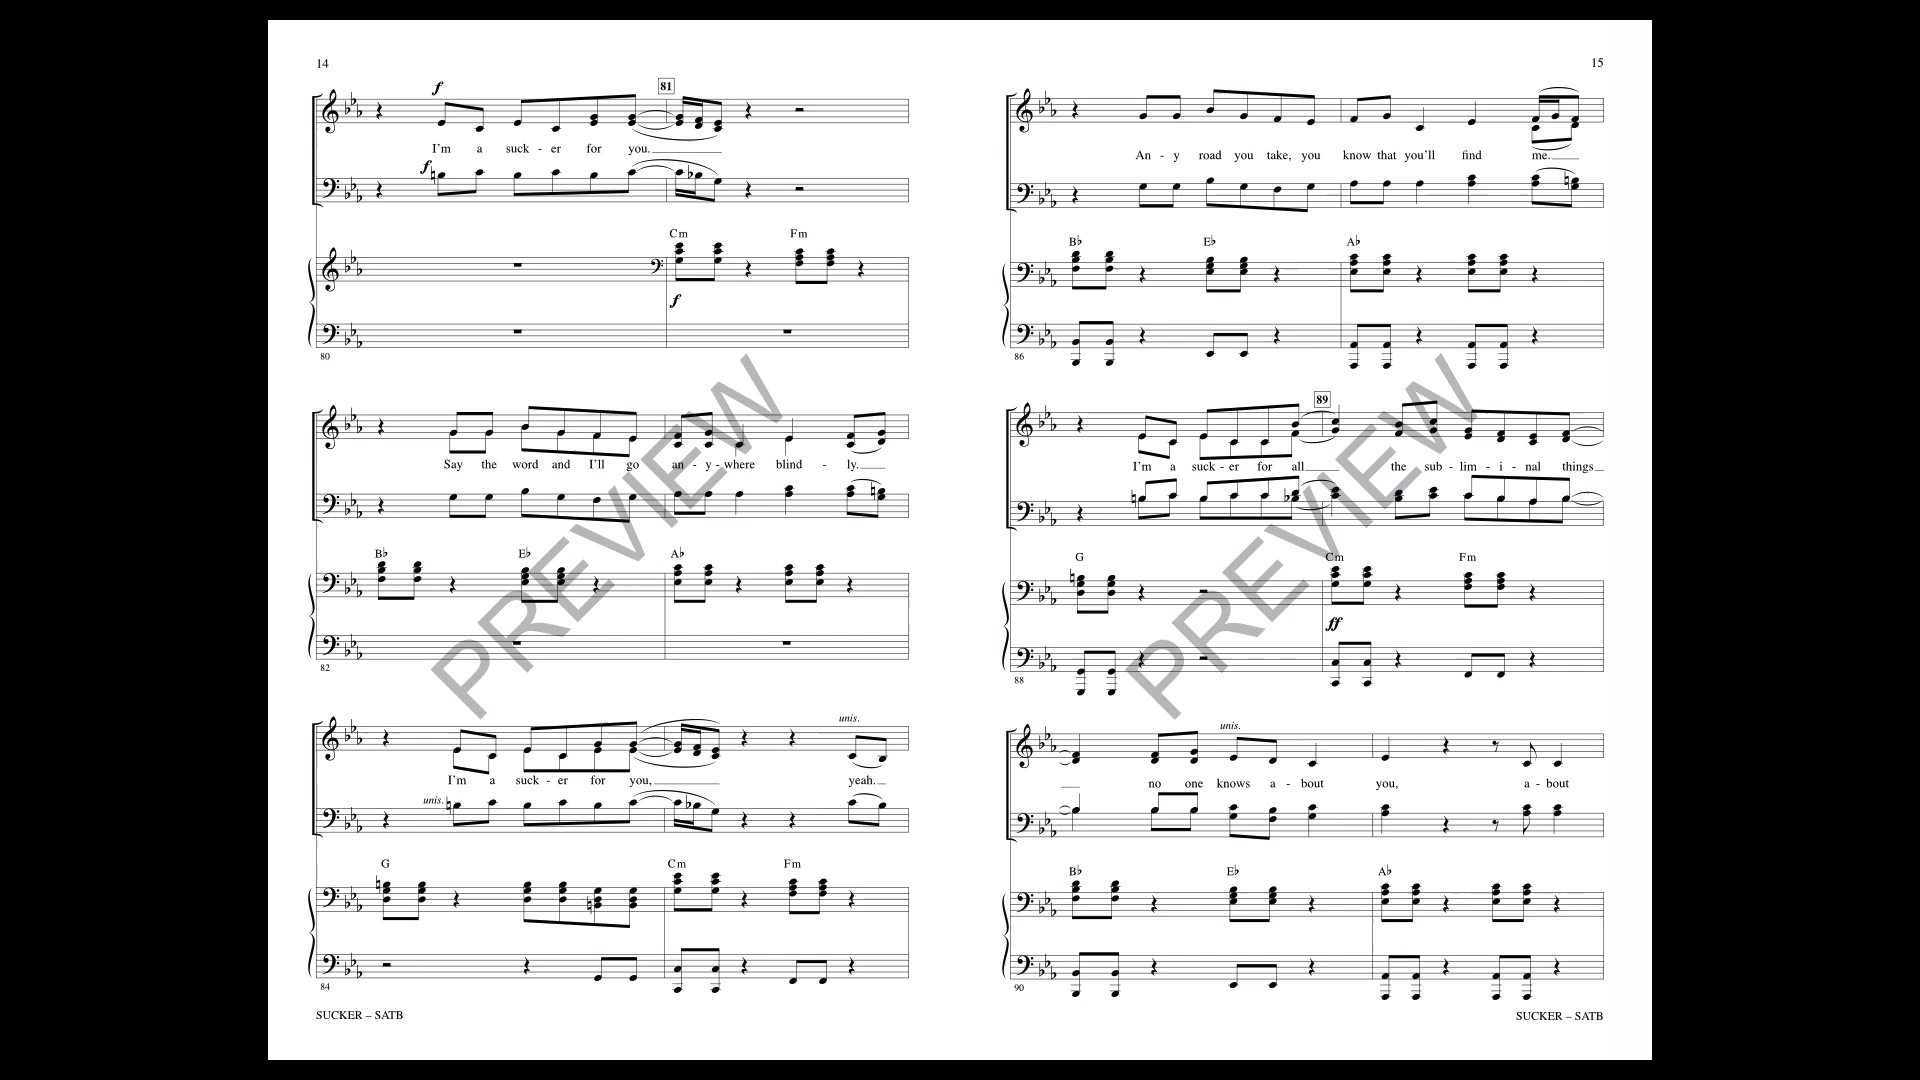 14
f
81
I'm a suck - er for you.
f
Cm Fm
f
80
Say the word and I'll go an - y - where blind - ly.
B♭ E♭ A♭
82
unis.
I'm a suck - er for you, yeah.
unis.
G Cm Fm
84
SUCKER – SATB
15
An - y road you take, you know that you'll find me.
B♭ E♭ A♭
86
89
I'm a suck - er for all the sub - lim - i - nal things
G Cm Fm
ff
88
unis.
no one knows a - bout you, a - bout
B♭ E♭ A♭
90
SUCKER – SATB
PREVIEW
PREVIEW